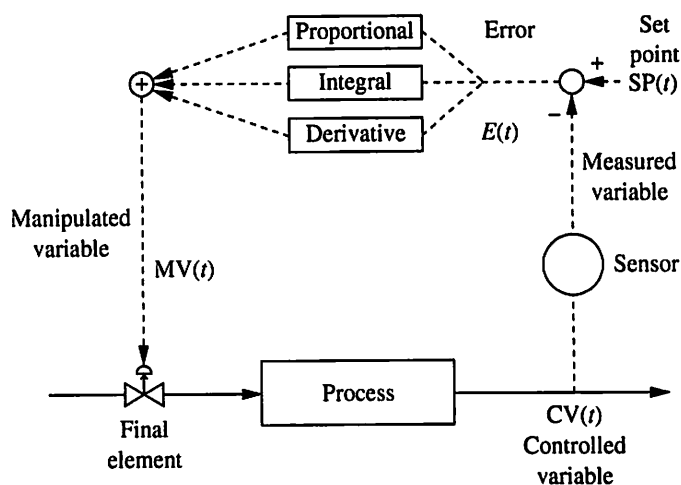 Proportional
Error
Set
point
+
SP(t)
+
Integral
–
Derivative
E(t)
Measured
variable
Manipulated
variable
MV(t)
Sensor
Process
CV(t)
Controlled
variable
Final
element